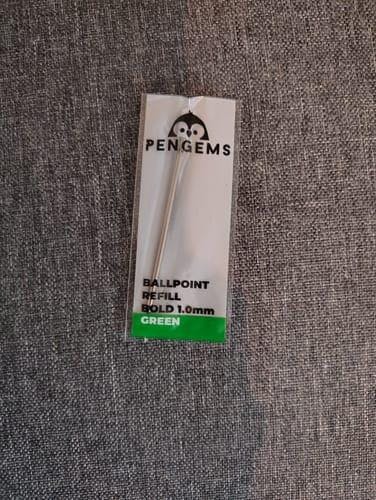 PENGEMS
BALLPOINT
REFILL
BOLD 1.0mm
GREEN